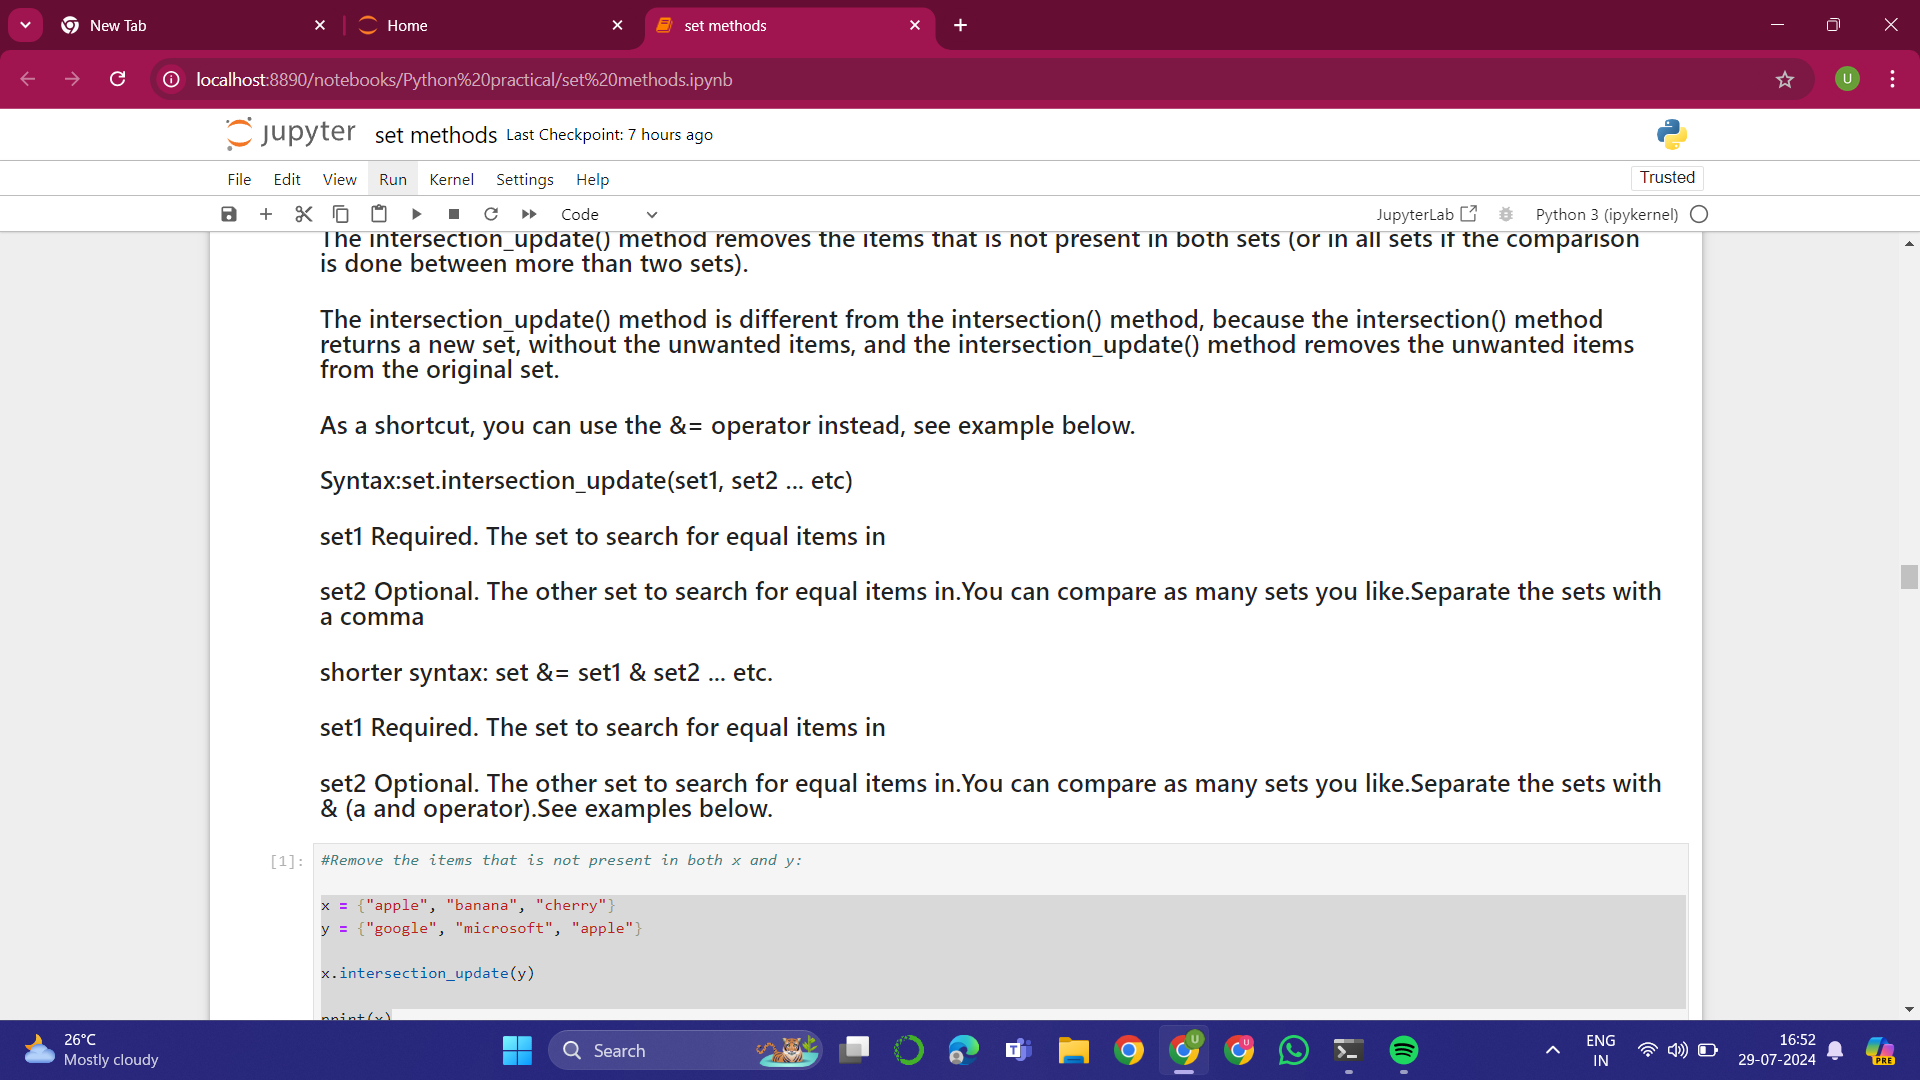 New Tab
Home
set methods
localhost:8890/notebooks/Python%20practical/set%20methods.ipynb
U
jupyter
set methods Last Checkpoint: 7 hours ago
File Edit View Run Kernel Settings Help
Trusted
Code
JupyterLab
Python 3 (ipykernel)
The intersection_update() method removes the items that is not present in both sets (or in all sets if the comparison
is done between more than two sets).
The intersection_update() method is different from the intersection() method, because the intersection() method
returns a new set, without the unwanted items, and the intersection_update() method removes the unwanted items
from the original set.
As a shortcut, you can use the &= operator instead, see example below.
Syntax:set.intersection_update(set1, set2 ... etc)
set1 Required. The set to search for equal items in
set2 Optional. The other set to search for equal items in.You can compare as many sets you like.Separate the sets with
a comma
shorter syntax: set &= set1 & set2 ... etc.
set1 Required. The set to search for equal items in
set2 Optional. The other set to search for equal items in.You can compare as many sets you like.Separate the sets with
& (a and operator).See examples below.
[1]:
#Remove the items that is not present in both x and y:
x = {"apple", "banana", "cherry"}
y = {"google", "microsoft", "apple"}
x.intersection_update(y)
print(x)
26°C
Mostly cloudy
Search
U
U
ENG
IN
16:52
29-07-2024
PRE